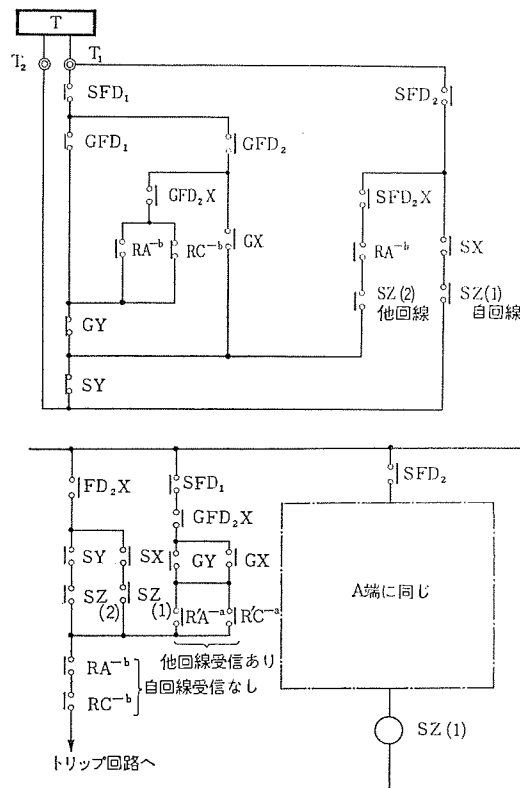 T
T₂ T₁
SFD₁
SFD₂
GFD₁
GFD₂
GFD₂X
SFD₂X
RA⁻ᵇ RC⁻ᵇ
GX
RA⁻ᵇ
SX
SZ(2)
他回線
SZ(1)
自回線
GY
SY
FD₂X
SFD₁
SFD₂
GFD₂X
SY SX GY GX
SZ
(2)
SZ
(1)
R'A⁻ᵃ R'C⁻ᵃ
A端に同じ
他回線受信あり
RA⁻ᵇ
RC⁻ᵇ
自回線受信なし
SZ(1)
トリップ回路へ